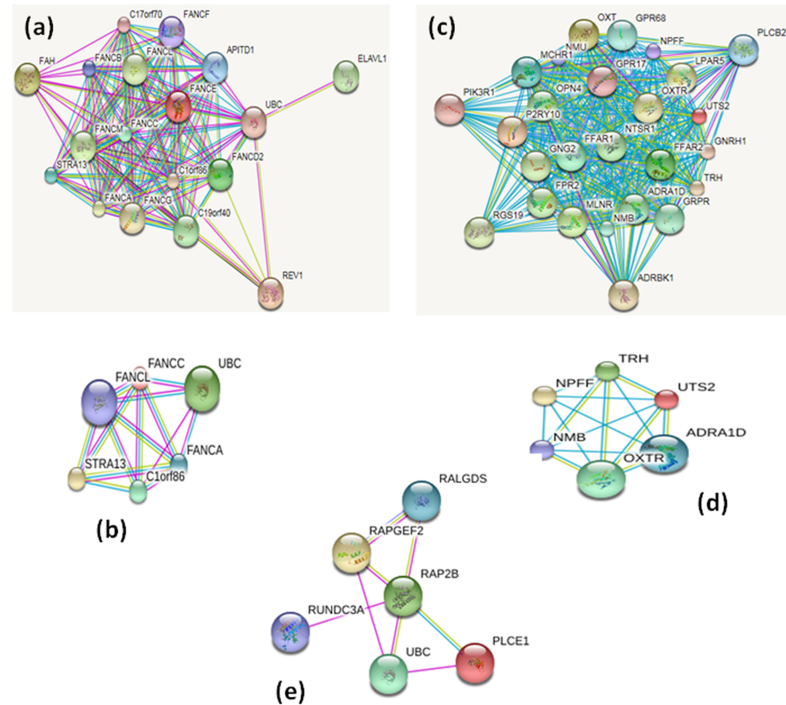 (a)
C17orf70
FANCF
FANCB
FANCL
APITD1
FAH
ELAVL1
FANCE
UBC
FANCM
FANCC
STRA13
C1orf86
FANCD2
FANCA
FANCG
C19orf40
REV1
(c)
OXT
GPR68
NMU
NPFF
PLCB2
MCHR1
GPR17
LPAR5
OPN4
OXTR
PIK3R1
P2RY10
UTS2
NTSR1
FFAR1
GNG2
FFAR2
GNRH1
FPR2
TRH
ADRA1D
MLNR
GRPR
RGS19
NMB
ADRBK1
FANCC
UBC
FANCL
FANCA
STRA13
C1orf86
(b)
TRH
NPFF
UTS2
NMB
ADRA1D
OXTR
(d)
RALGDS
RAPGEF2
RAP2B
RUNDC3A
UBC
PLCE1
(e)